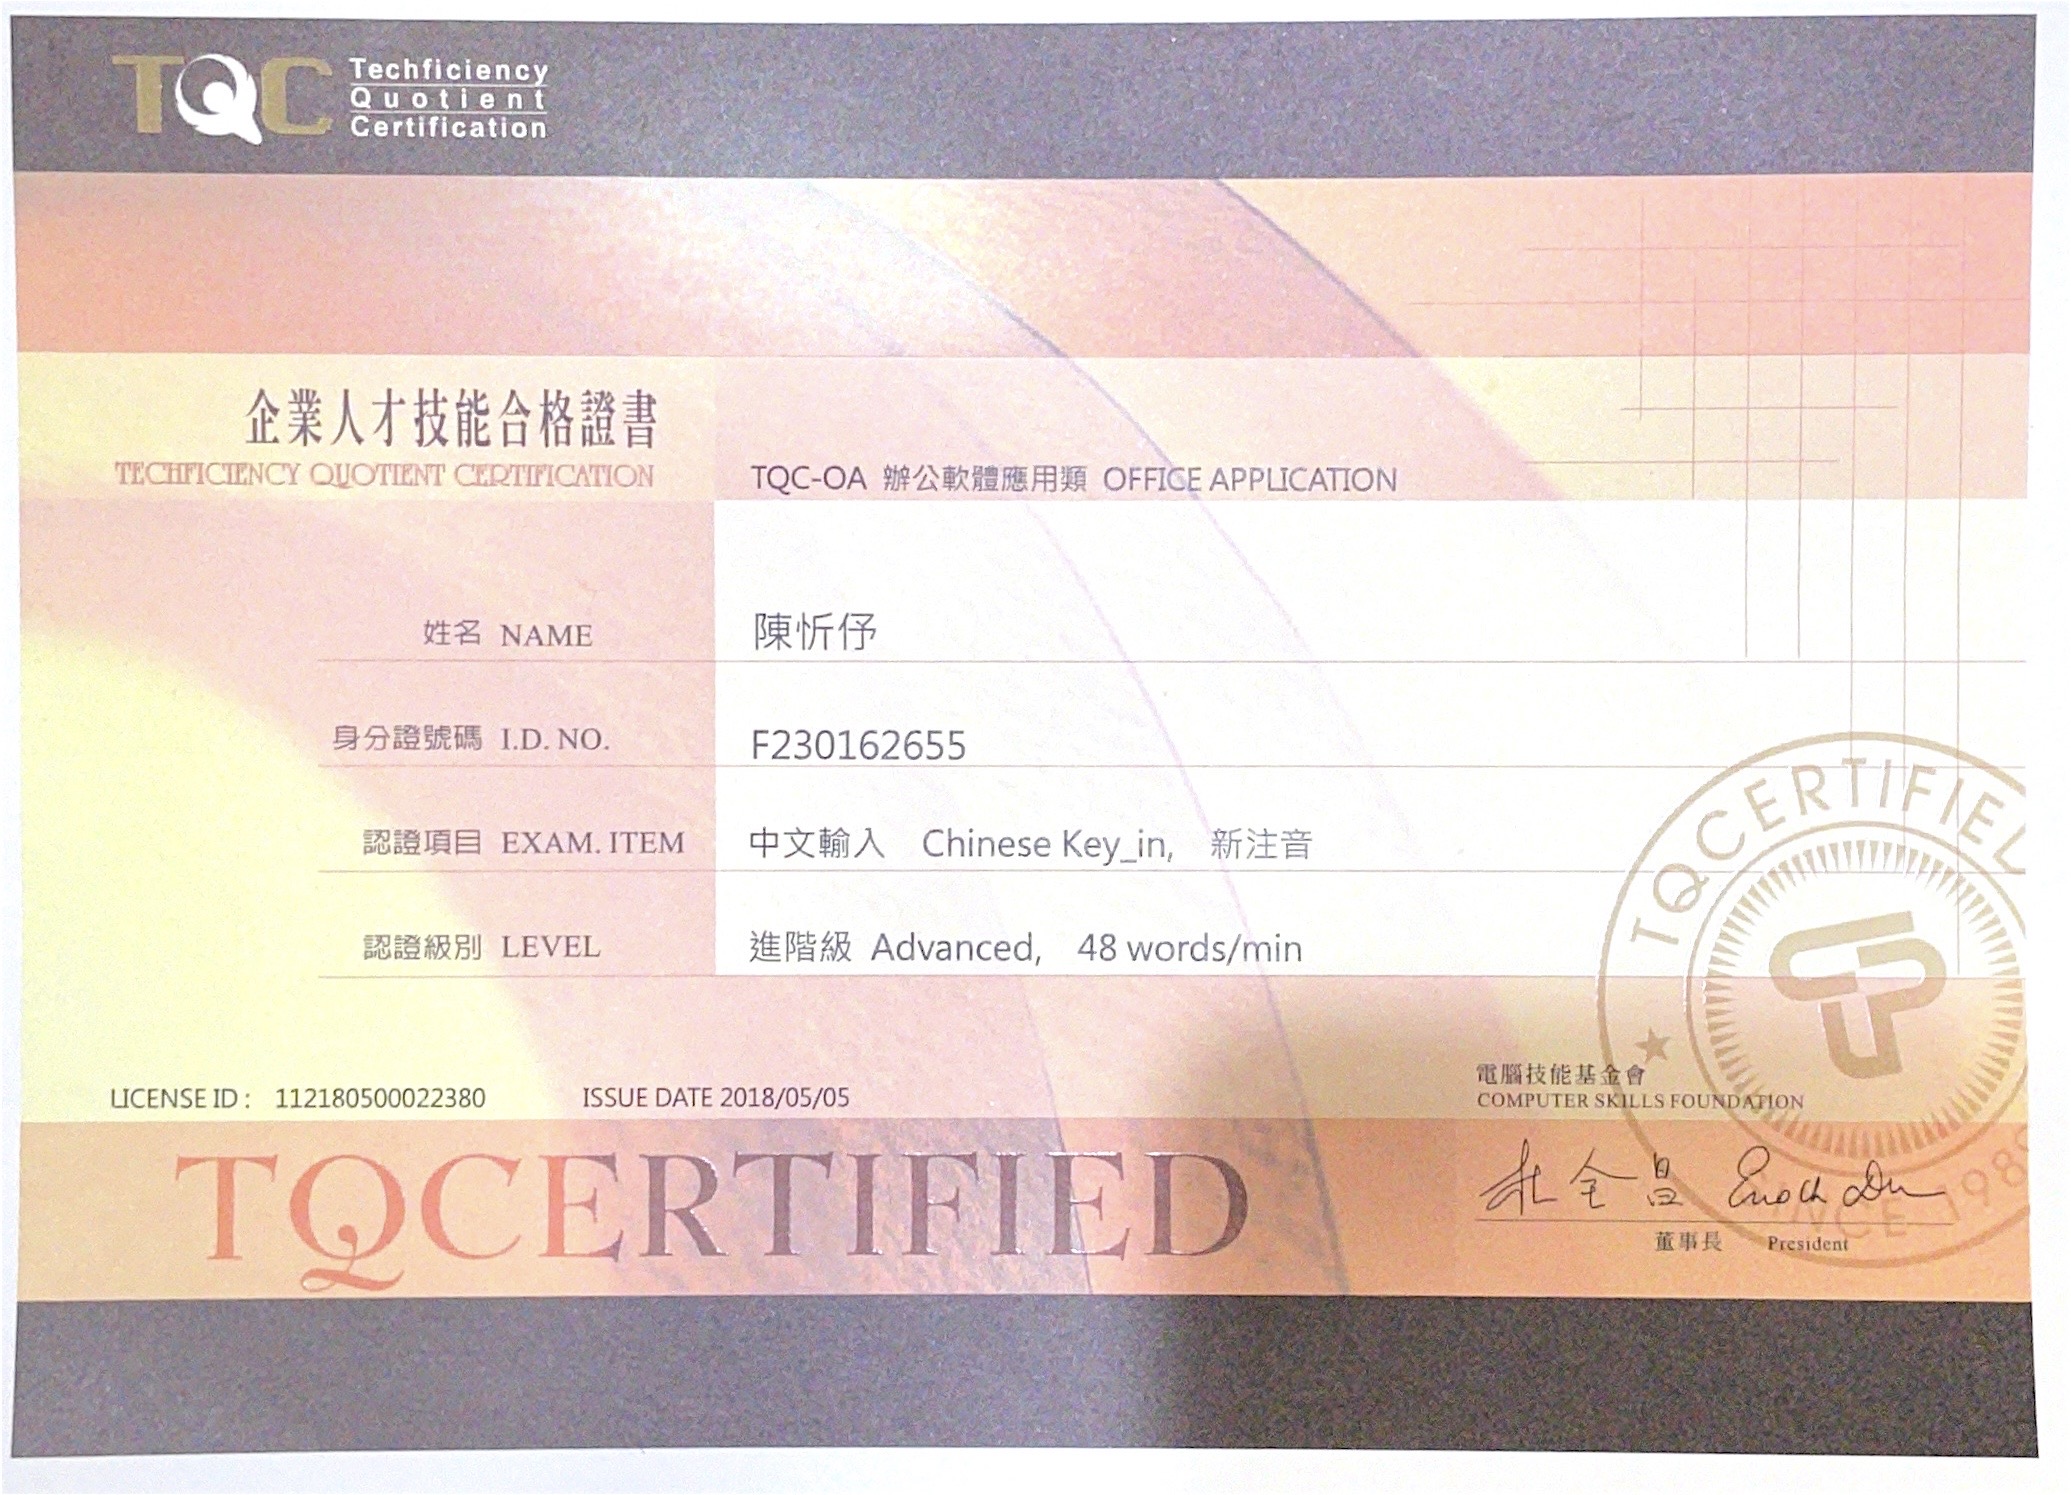 TQC Techficiency
Quotient
Certification
企業人才技能合格證書
TECHFICIENCY QUOTIENT CERTIFICATION
TQC-OA 辦公軟體應用類 OFFICE APPLICATION
姓名 NAME 陳忻伃
身分證號碼 I.D. NO. F230162655
認證項目 EXAM. ITEM 中文輸入 Chinese Key_in, 新注音
認證級別 LEVEL 進階級 Advanced, 48 words/min
TQCERTIFIED
LICENSE ID : 112180500022380 ISSUE DATE 2018/05/05
電腦技能基金會
COMPUTER SKILLS FOUNDATION
TQCERTIFIED
杜全昌 Enoch Du
董事長 President